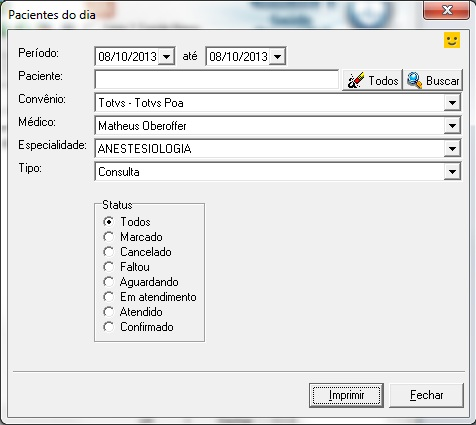 Pacientes do dia
Período: 08/10/2013 até 08/10/2013
Paciente: Todos Buscar
Convênio: Totvs - Totvs Poa
Médico: Matheus Oberoffer
Especialidade: ANESTESIOLOGIA
Tipo: Consulta
Status
Todos
Marcado
Cancelado
Faltou
Aguardando
Em atendimento
Atendido
Confirmado
Imprimir Fechar